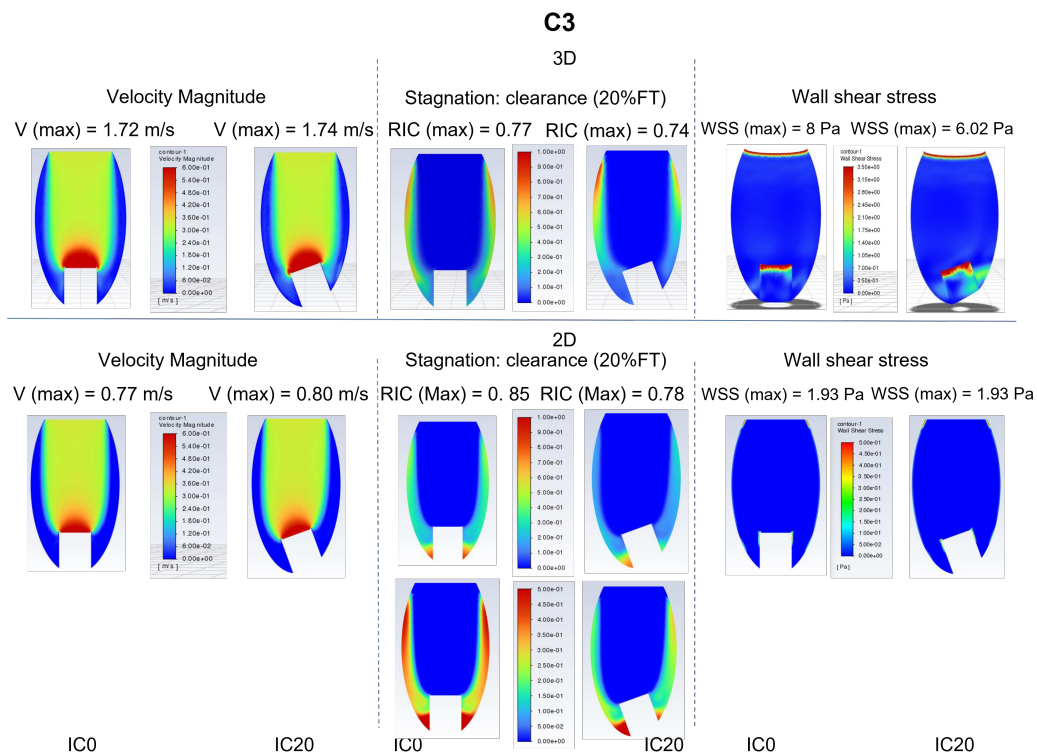 C3
3D
Velocity Magnitude
Stagnation: clearance (20%FT)
Wall shear stress
V (max) = 1.72 m/s
V (max) = 1.74 m/s
RIC (max) = 0.77
RIC (max) = 0.74
WSS (max) = 8 Pa
WSS (max) = 6.02 Pa
contour-1
Velocity Magnitude
6.00e-01
5.40e-01
4.80e-01
4.20e-01
3.60e-01
3.00e-01
2.40e-01
1.80e-01
1.20e-01
6.00e-02
0.00e+00
[ m/s ]
1.00e+00
9.00e-01
8.00e-01
7.00e-01
6.00e-01
5.00e-01
4.00e-01
3.00e-01
2.00e-01
1.00e-01
0.00e+00
contour-1
Wall Shear Stress
3.50e+00
3.15e+00
2.80e+00
2.45e+00
2.10e+00
1.75e+00
1.40e+00
1.05e+00
7.00e-01
3.50e-01
0.00e+00
[ Pa ]
2D
Velocity Magnitude
Stagnation: clearance (20%FT)
Wall shear stress
V (max) = 0.77 m/s
V (max) = 0.80 m/s
RIC (Max) = 0. 85
RIC (Max) = 0.78
WSS (max) = 1.93 Pa
WSS (max) = 1.93 Pa
contour-1
Velocity Magnitude
6.00e-01
5.40e-01
4.80e-01
4.20e-01
3.60e-01
3.00e-01
2.40e-01
1.80e-01
1.20e-01
6.00e-02
0.00e+00
[ m/s ]
1.00e+00
9.00e-01
8.00e-01
7.00e-01
6.00e-01
5.00e-01
4.00e-01
3.00e-01
2.00e-01
1.00e-01
0.00e+00
contour-1
Wall Shear Stress
5.00e-01
4.50e-01
4.00e-01
3.50e-01
3.00e-01
2.50e-01
2.00e-01
1.50e-01
1.00e-01
5.00e-02
0.00e+00
[ Pa ]
5.00e-01
4.50e-01
4.00e-01
3.50e-01
3.00e-01
2.50e-01
2.00e-01
1.50e-01
1.00e-01
5.00e-02
0.00e+00
IC0
IC20
IC0
IC20
IC0
IC20